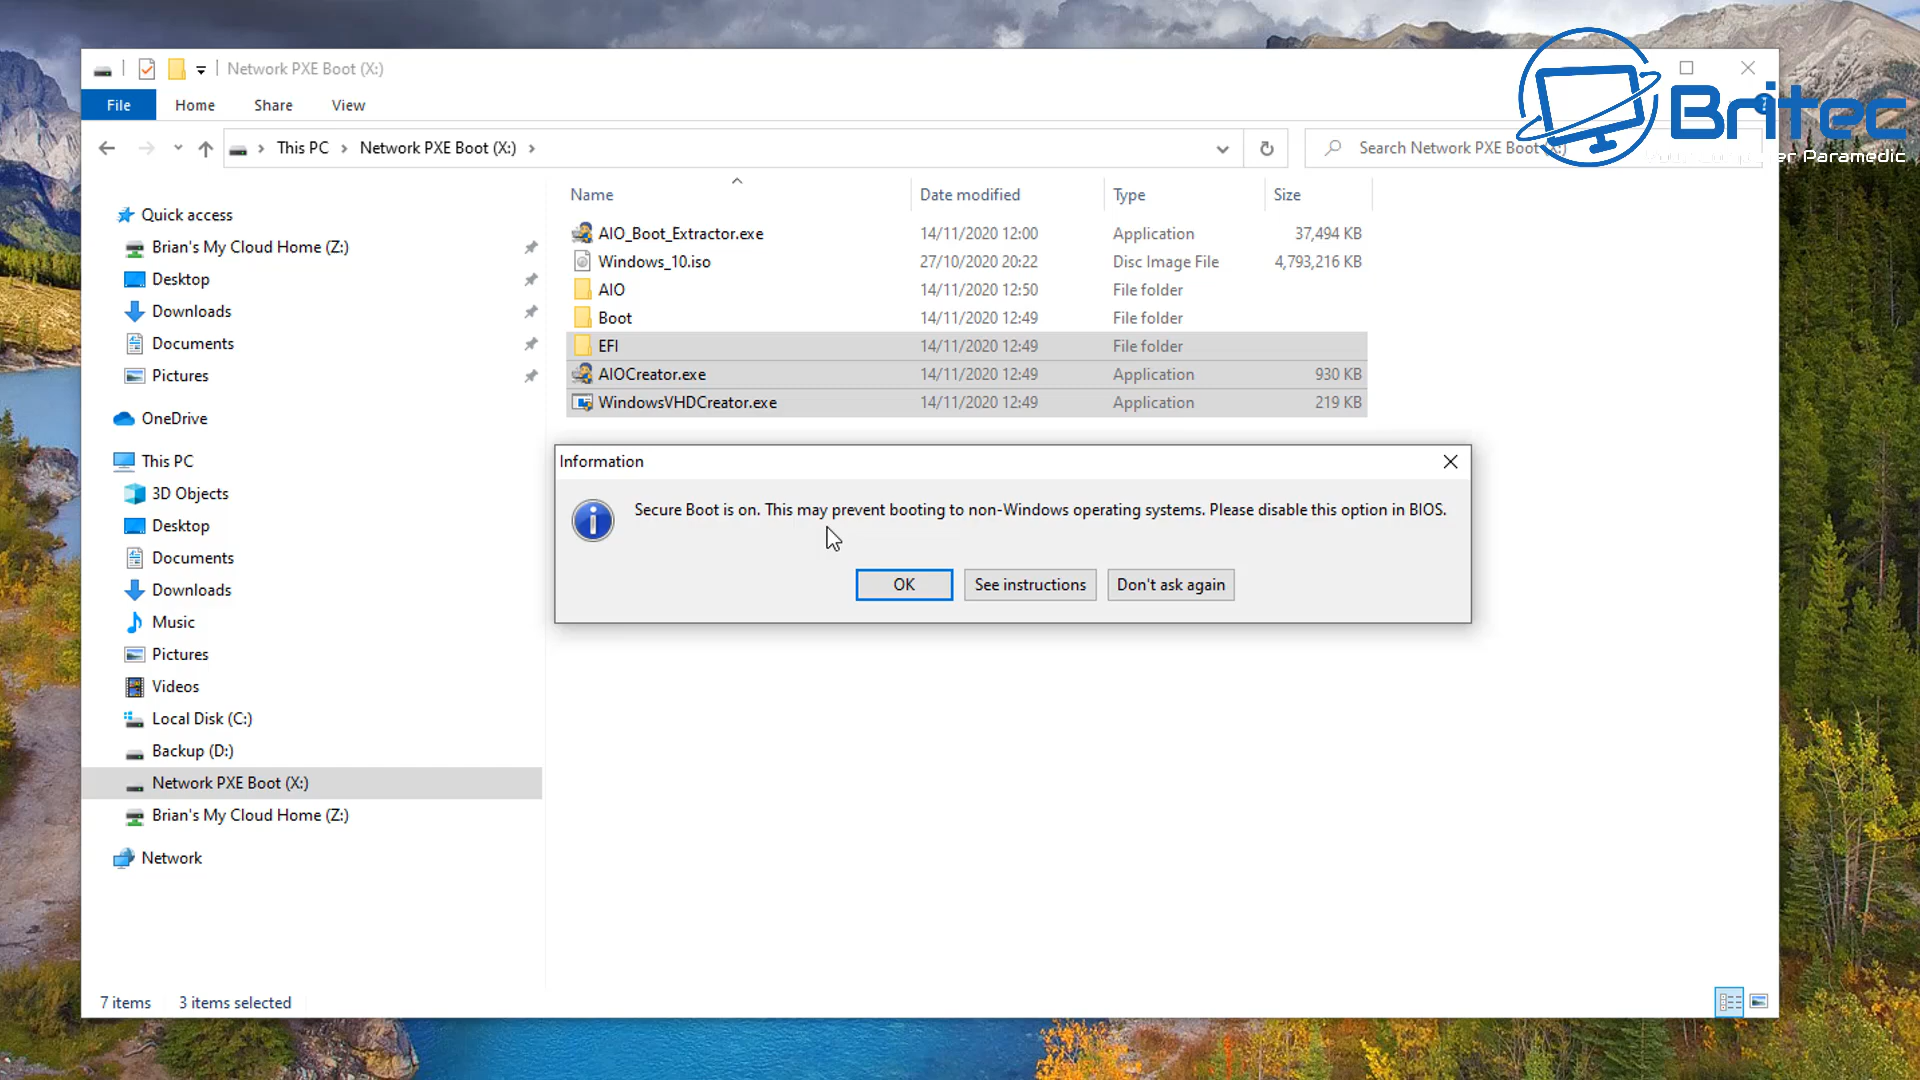 Network PXE Boot (X:)
File Home Share View
This PC Network PXE Boot (X:)
Search Network PXE Boot (X:)
Britec
Name Date modified Type Size
AIO_Boot_Extractor.exe 14/11/2020 12:00 Application 37,494 KB
Windows_10.iso 27/10/2020 20:22 Disc Image File 4,793,216 KB
AIO 14/11/2020 12:50 File folder
Boot 14/11/2020 12:49 File folder
EFI 14/11/2020 12:49 File folder
AIOCreator.exe 14/11/2020 12:49 Application 930 KB
WindowsVHDCreator.exe 14/11/2020 12:49 Application 219 KB
Quick access
Brian's My Cloud Home (Z:)
Desktop
Downloads
Documents
Pictures
OneDrive
This PC
3D Objects
Desktop
Documents
Downloads
Music
Pictures
Videos
Local Disk (C:)
Backup (D:)
Network PXE Boot (X:)
Brian's My Cloud Home (Z:)
Network
Information
Secure Boot is on. This may prevent booting to non-Windows operating systems. Please disable this option in BIOS.
OK See instructions Don't ask again
7 items 3 items selected
Paramedic